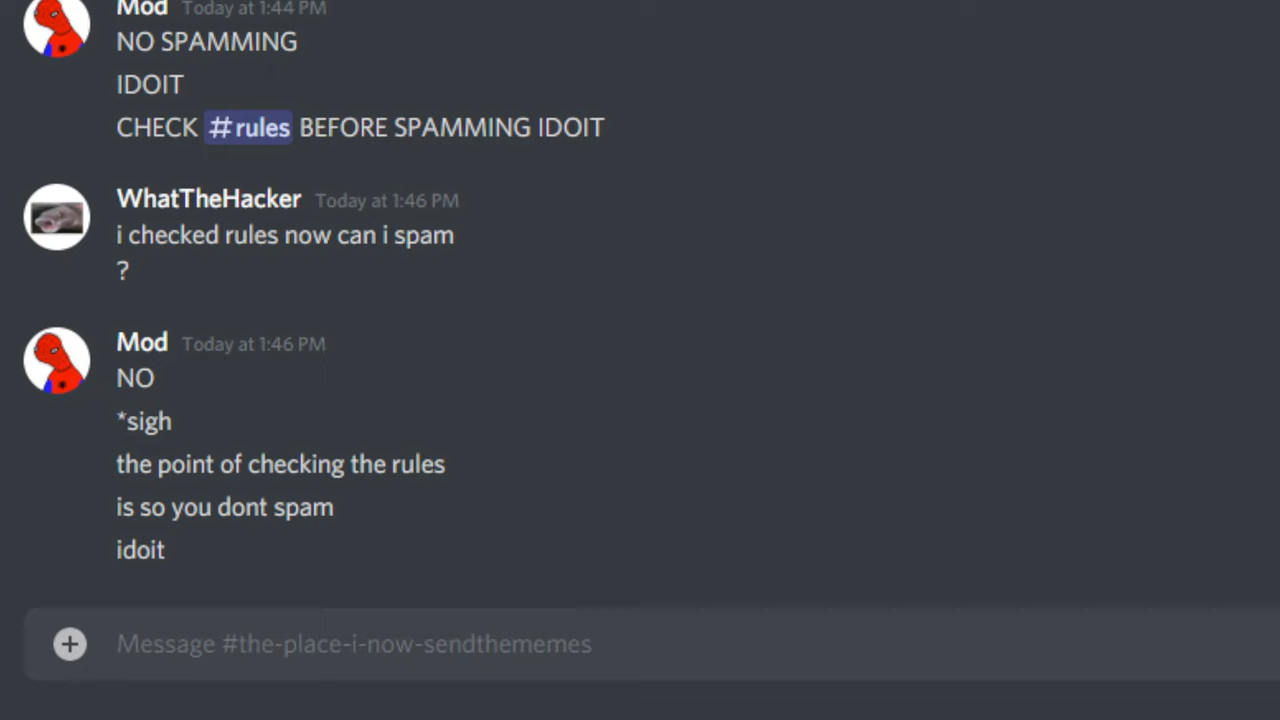 Mod Today at 1:44 PM
NO SPAMMING
IDOIT
CHECK #rules BEFORE SPAMMING IDOIT
WhatTheHacker Today at 1:46 PM
i checked rules now can i spam
?
Mod Today at 1:46 PM
NO
*sigh
the point of checking the rules
is so you dont spam
idoit
Message #the-place-i-now-sendthememes